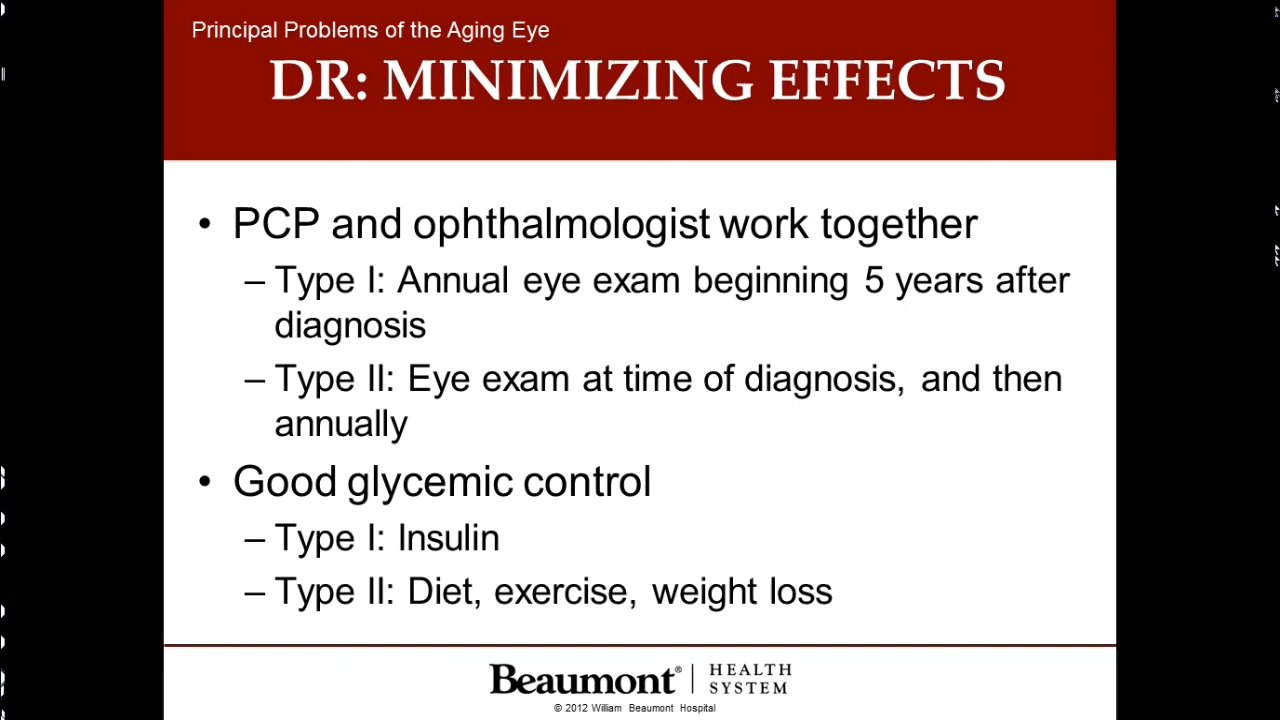 Principal Problems of the Aging Eye
DR: MINIMIZING EFFECTS
• PCP and ophthalmologist work together
– Type I: Annual eye exam beginning 5 years after
diagnosis
– Type II: Eye exam at time of diagnosis, and then
annually
• Good glycemic control
– Type I: Insulin
– Type II: Diet, exercise, weight loss
Beaumont® | HEALTH
SYSTEM
© 2012 William Beaumont Hospital